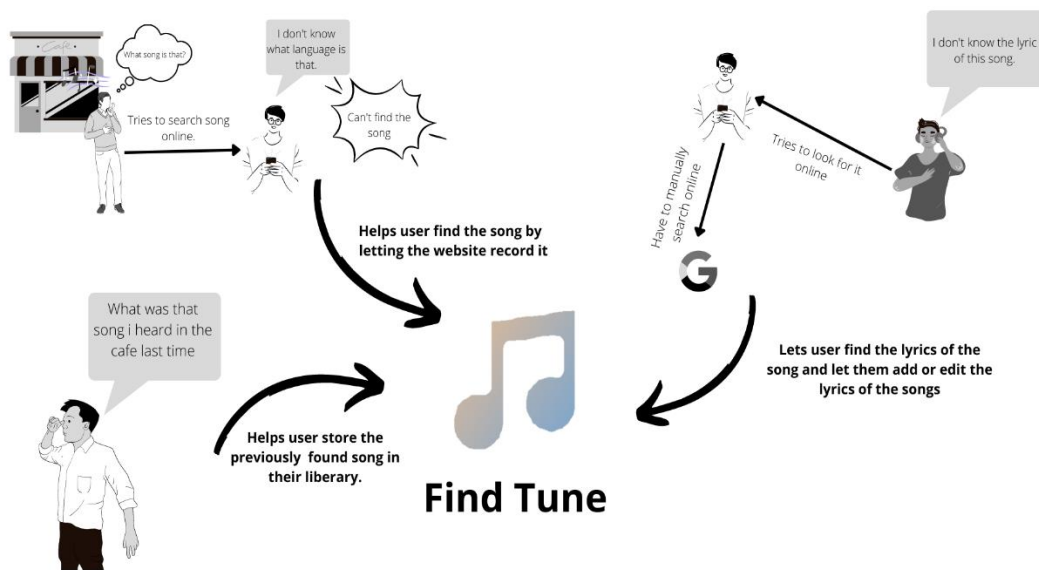 Cafe
What song is that?
Tries to search song
online.
I don't know
what language is
that.
Can't find the
song
Helps user find the song by
letting the website record it
I don't know the lyric
of this song.
Tries to look for it
online
Have to manually
search online
G
Lets user find the lyrics of the
song and let them add or edit the
lyrics of the songs
What was that
song i heard in the
cafe last time
Helps user store the
previously found song in
their liberary.
Find Tune